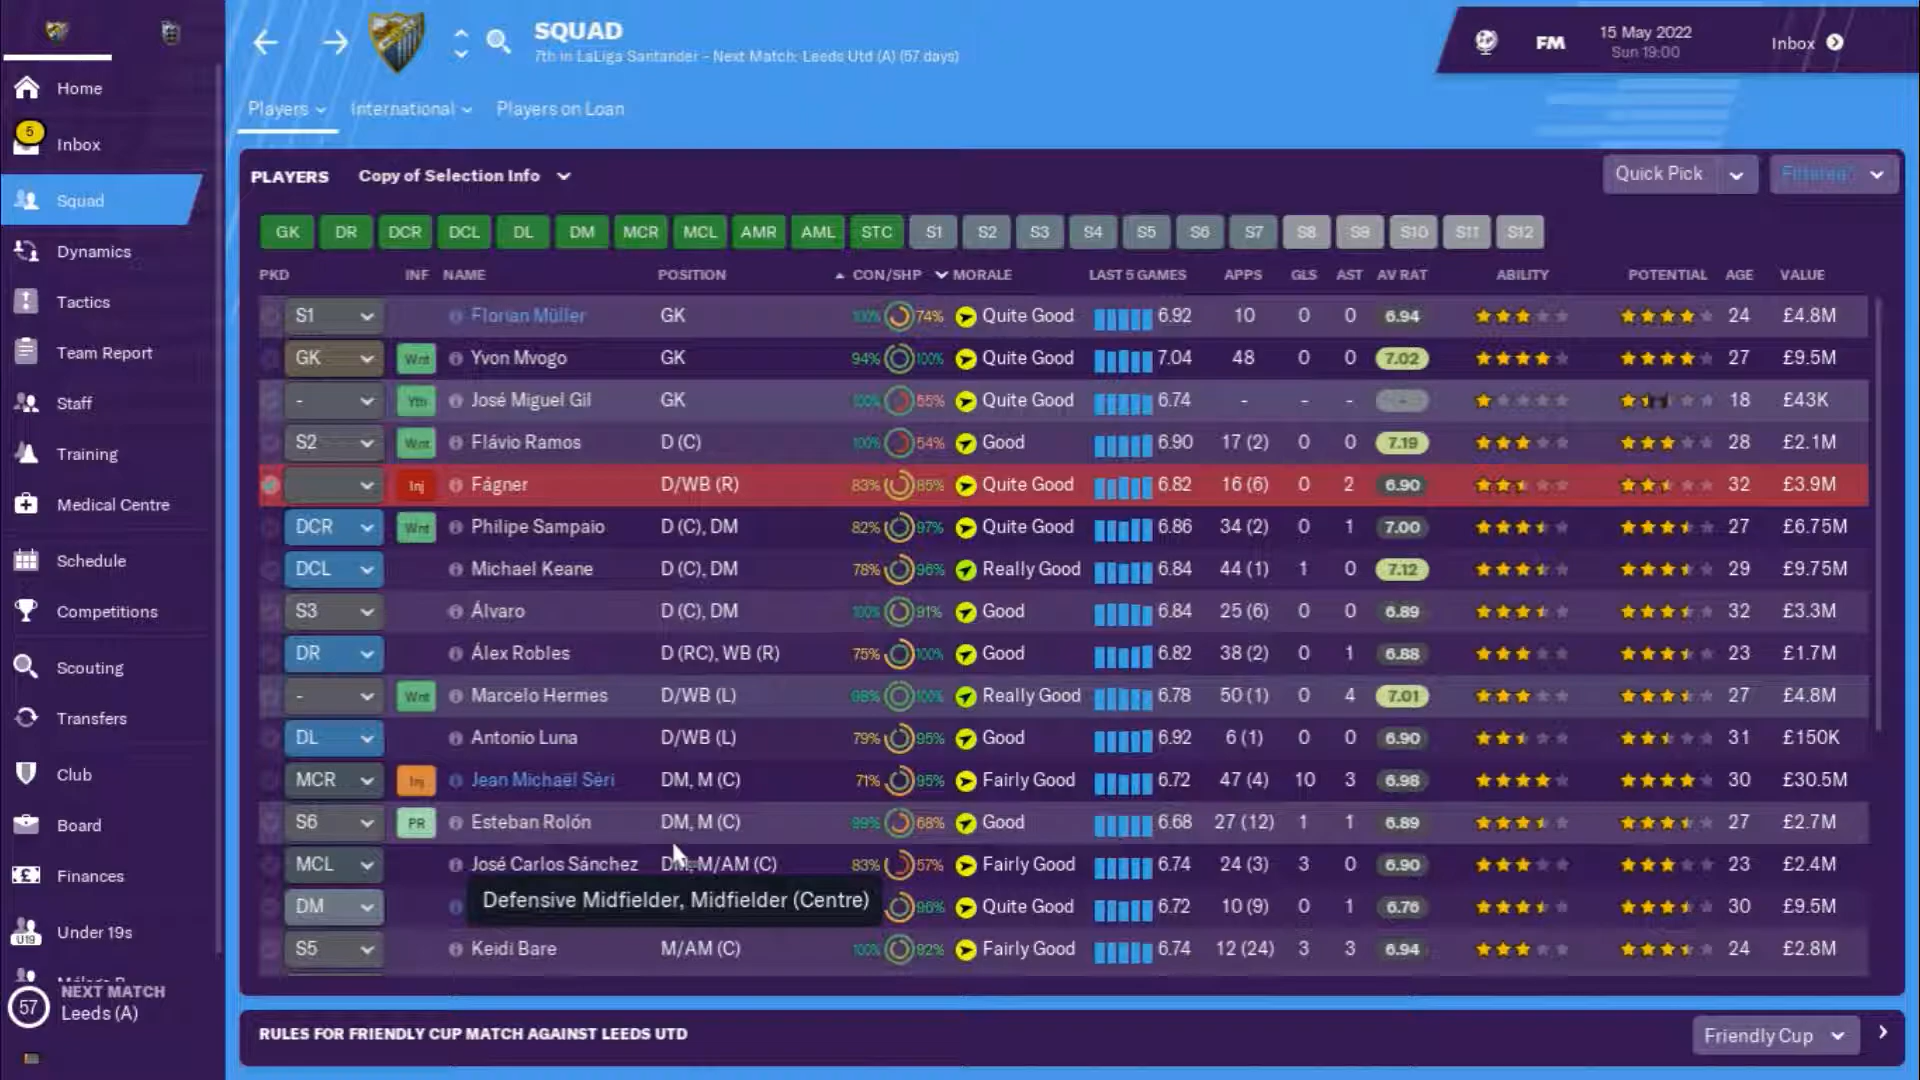 SQUAD
7th in LaLiga Santander - Next Match: Leeds Utd (A) (57 days)
FM
15 May 2022
Sun 19:00
Inbox
Home
5
Inbox
Squad
Dynamics
Tactics
Team Report
Staff
Training
Medical Centre
Schedule
Competitions
Scouting
Transfers
Club
Board
Finances
U19
Under 19s
57
NEXT MATCH
Leeds (A)
Players International Players on Loan
PLAYERS Copy of Selection Info Quick Pick
GK DR DCR DCL DL DM MCR MCL AMR AML STC S1 S2 S3 S4 S5 S6 S7 S8 S9 S10 S11 S12
PKD INF NAME POSITION CON/SHP MORALE LAST 5 GAMES APPS GLS AST AV RAT ABILITY POTENTIAL AGE VALUE
S1 Florian Müller GK 100% 74% Quite Good 6.92 10 0 0 6.94 24 £4.8M
GK Wnt Yvon Mvogo GK 94% 100% Quite Good 7.04 48 0 0 7.02 27 £9.5M
- Yth José Miguel Gil GK 100% 55% Quite Good 6.74 - - - - 18 £43K
S2 Wnt Flávio Ramos D (C) 100% 54% Good 6.90 17 (2) 0 0 7.19 28 £2.1M
Inj Fágner D/WB (R) 83% 85% Quite Good 6.82 16 (6) 0 2 6.90 32 £3.9M
DCR Wnt Philipe Sampaio D (C), DM 82% 97% Quite Good 6.86 34 (2) 0 1 7.00 27 £6.75M
DCL Michael Keane D (C), DM 78% 96% Really Good 6.84 44 (1) 1 0 7.12 29 £9.75M
S3 Álvaro D (C), DM 100% 91% Good 6.84 25 (6) 0 0 6.89 32 £3.3M
DR Álex Robles D (RC), WB (R) 75% 100% Good 6.82 38 (2) 0 1 6.88 23 £1.7M
- Wnt Marcelo Hermes D/WB (L) 98% 100% Really Good 6.78 50 (1) 0 4 7.01 27 £4.8M
DL Antonio Luna D/WB (L) 79% 95% Good 6.92 6 (1) 0 0 6.90 31 £150K
MCR Inj Jean Michaël Séri DM, M (C) 71% 95% Fairly Good 6.72 47 (4) 10 3 6.98 30 £30.5M
S6 PR Esteban Rolón DM, M (C) 99% 68% Good 6.68 27 (12) 1 1 6.89 27 £2.7M
MCL José Carlos Sánchez DM, M/AM (C) 83% 57% Fairly Good 6.74 24 (3) 3 0 6.90 23 £2.4M
Defensive Midfielder, Midfielder (Centre)
DM 96% Quite Good 6.72 10 (9) 0 1 6.76 30 £9.5M
S5 Keidi Bare M/AM (C) 100% 92% Fairly Good 6.74 12 (24) 3 3 6.94 24 £2.8M
RULES FOR FRIENDLY CUP MATCH AGAINST LEEDS UTD Friendly Cup